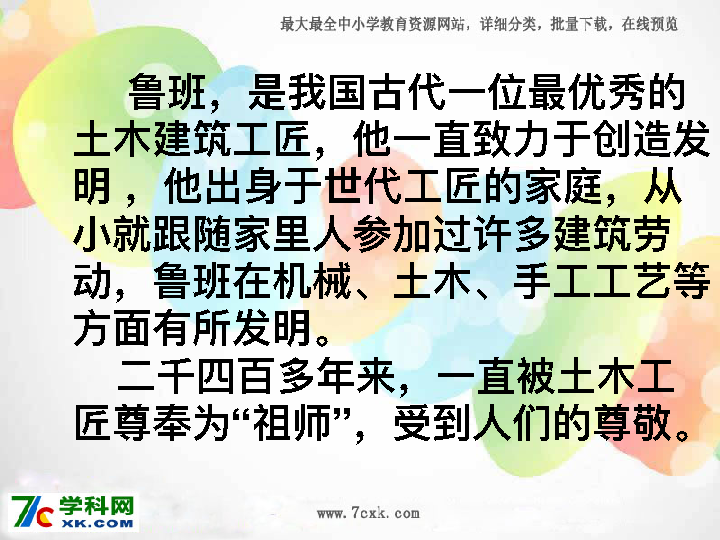 最大最全中小学教育资源网站，详细分类，批量下载，在线预览
鲁班，是我国古代一位最优秀的
土木建筑工匠，他一直致力于创造发
明 ，他出身于世代工匠的家庭，从
小就跟随家里人参加过许多建筑劳
动，鲁班在机械、土木、手工工艺等
方面有所发明。
二千四百多年来，一直被土木工
匠尊奉为“祖师”，受到人们的尊敬。
7c 学科网
XK.COM
www.7cxk.com